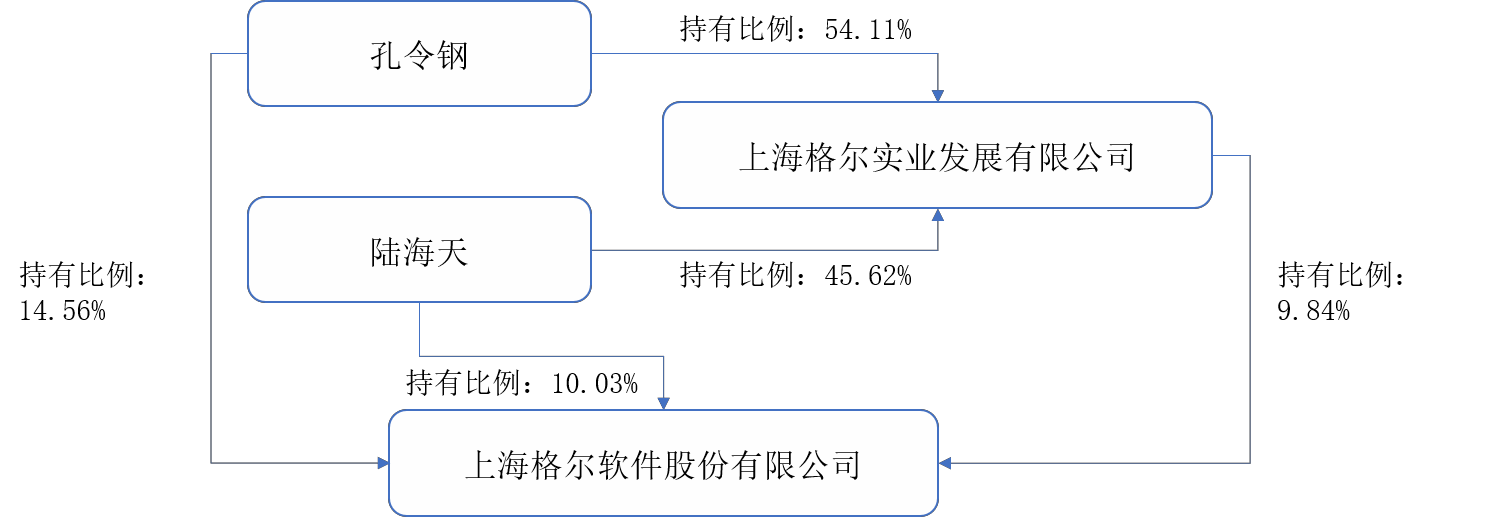 持有比例：54.11%
孔令钢
上海格尔实业发展有限公司
陆海天
持有比例：
14.56%
持有比例：45.62%
持有比例：
9.84%
持有比例：10.03%
上海格尔软件股份有限公司